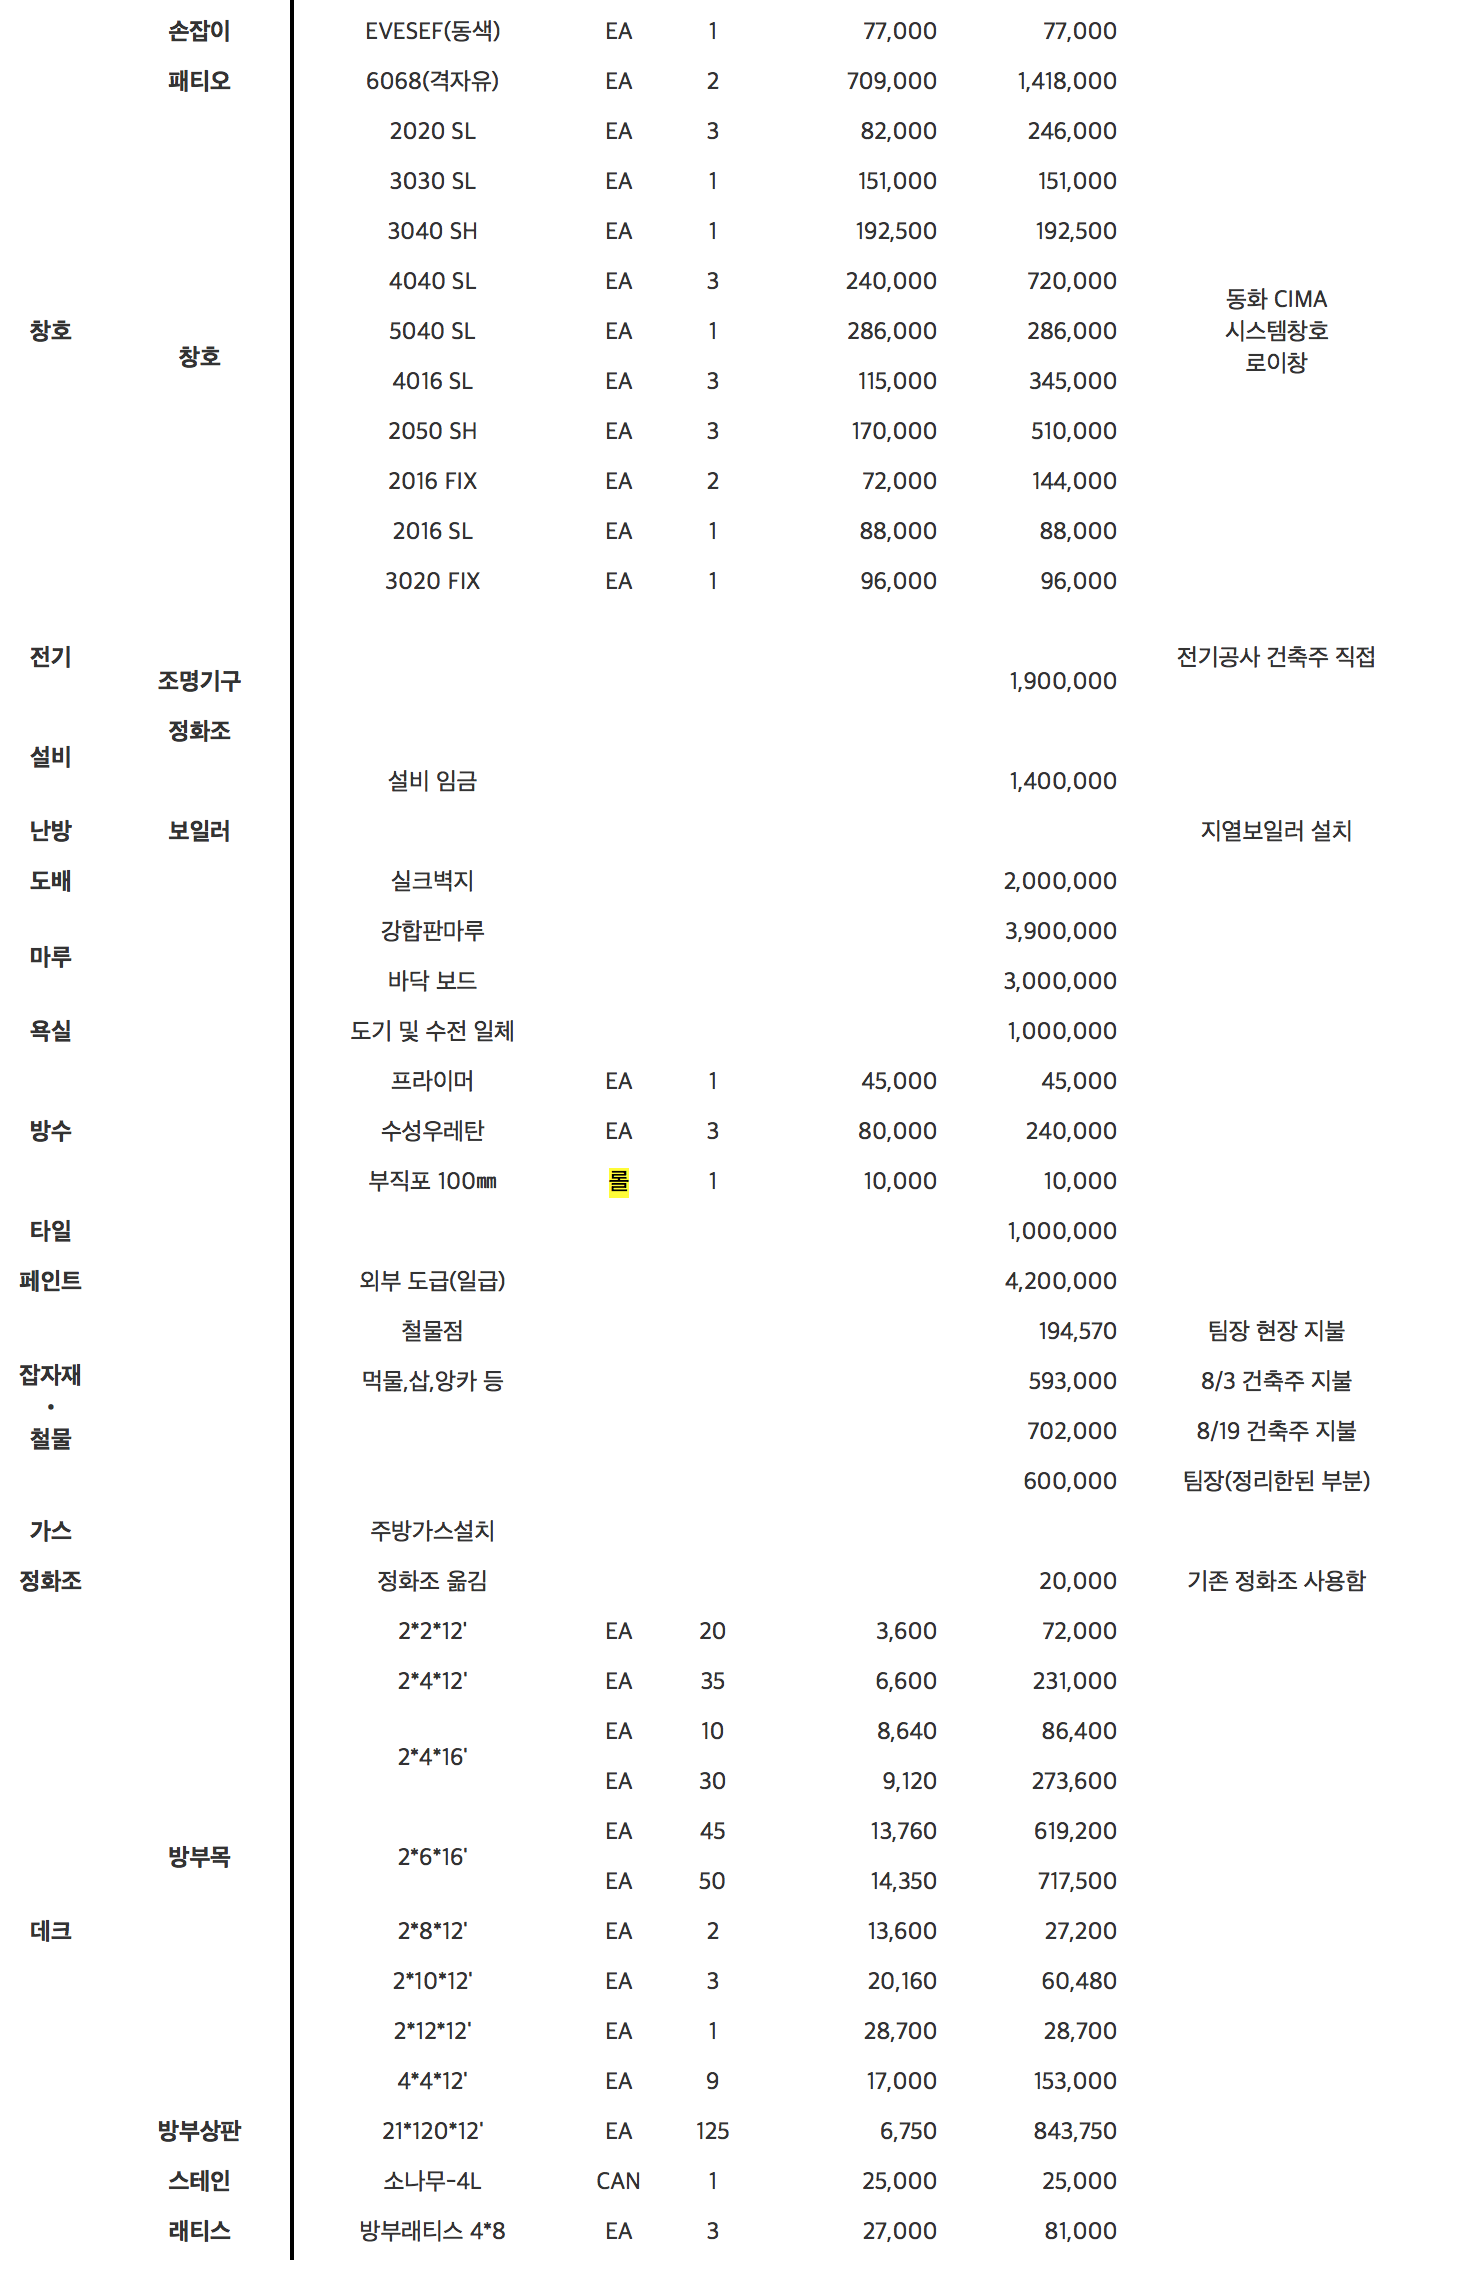 손잡이 EVESEF(동색) EA 1 77,000 77,000
패티오 6068(격자유) EA 2 709,000 1,418,000
2020 SL EA 3 82,000 246,000
3030 SL EA 1 151,000 151,000
3040 SH EA 1 192,500 192,500
4040 SL EA 3 240,000 720,000
동화 CIMA
창호 5040 SL EA 1 286,000 286,000 시스템창호
창호
로이창
4016 SL EA 3 115,000 345,000
2050 SH EA 3 170,000 510,000
2016 FIX EA 2 72,000 144,000
2016 SL EA 1 88,000 88,000
3020 FIX EA 1 96,000 96,000
전기 전기공사 건축주 직접
조명기구 1,900,000
정화조
설비
설비 임금 1,400,000
난방 보일러 지열보일러 설치
도배 실크벽지 2,000,000
강합판마루 3,900,000
마루
바닥 보드 3,000,000
욕실 도기 및 수전 일체 1,000,000
프라이머 EA 1 45,000 45,000
방수 수성우레탄 EA 3 80,000 240,000
부직포 100㎜ 롤 1 10,000 10,000
타일 1,000,000
페인트 외부 도급(일급) 4,200,000
철물점 194,570 팀장 현장 지불
잡자재
먹물,삽,앙카 등 593,000 8/3 건축주 지불
•
702,000 8/19 건축주 지불
철물
600,000 팀장(정리한된 부분)
가스 주방가스설치
정화조 정화조 옮김 20,000 기존 정화조 사용함
2*2*12' EA 20 3,600 72,000
2*4*12' EA 35 6,600 231,000
EA 10 8,640 86,400
2*4*16'
EA 30 9,120 273,600
EA 45 13,760 619,200
방부목 2*6*16'
EA 50 14,350 717,500
데크 2*8*12' EA 2 13,600 27,200
2*10*12' EA 3 20,160 60,480
2*12*12' EA 1 28,700 28,700
4*4*12' EA 9 17,000 153,000
방부상판 21*120*12' EA 125 6,750 843,750
스테인 소나무-4L CAN 1 25,000 25,000
래티스 방부래티스 4*8 EA 3 27,000 81,000